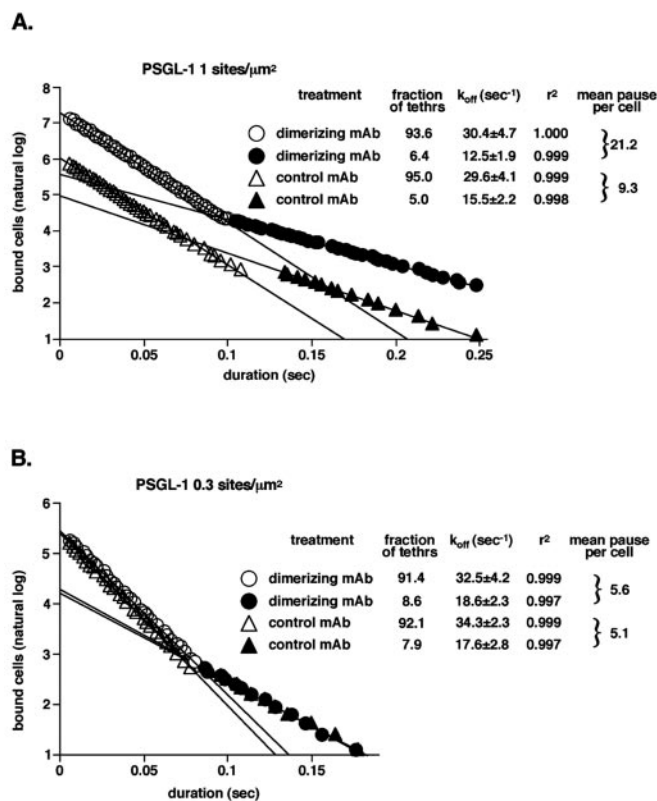 A.
PSGL-1 1 sites/μm²
treatment fraction of tethrs koff (sec-1) r² mean pause per cell
dimerizing mAb 93.6 30.4±4.7 1.000
dimerizing mAb 6.4 12.5±1.9 0.999
} 21.2
control mAb 95.0 29.6±4.1 0.999
control mAb 5.0 15.5±2.2 0.998
} 9.3
bound cells (natural log)
8
7
6
5
4
3
2
1
0 0.05 0.1 0.15 0.2 0.25
duration (sec)
B.
PSGL-1 0.3 sites/μm²
treatment fraction of tethrs koff (sec-1) r² mean pause per cell
dimerizing mAb 91.4 32.5±4.2 0.999
dimerizing mAb 8.6 18.6±2.3 0.997
} 5.6
control mAb 92.1 34.3±2.3 0.999
control mAb 7.9 17.6±2.8 0.997
} 5.1
bound cells (natural log)
6
5
4
3
2
1
0 0.05 0.1 0.15
duration (sec)